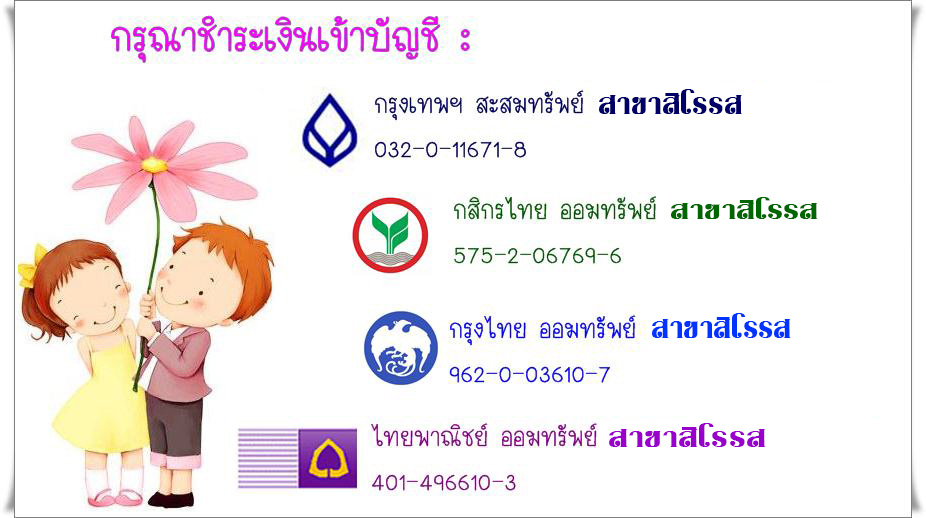 กรุณาชำระเงินเข้าบัญชี :
กรุงเทพฯ สะสมทรัพย์ สาขาสิโรรส
032-0-11671-8
กสิกรไทย ออมทรัพย์ สาขาสิโรรส
575-2-06769-6
กรุงไทย ออมทรัพย์ สาขาสิโรรส
962-0-03610-7
ไทยพาณิชย์ ออมทรัพย์ สาขาสิโรรส
401-496610-3